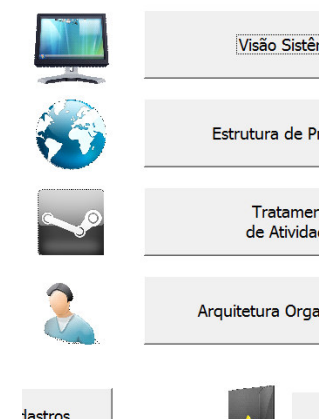 Visão Sistê
Estrutura de P
Tratamen
de Ativida
Arquitetura Orga
dastros